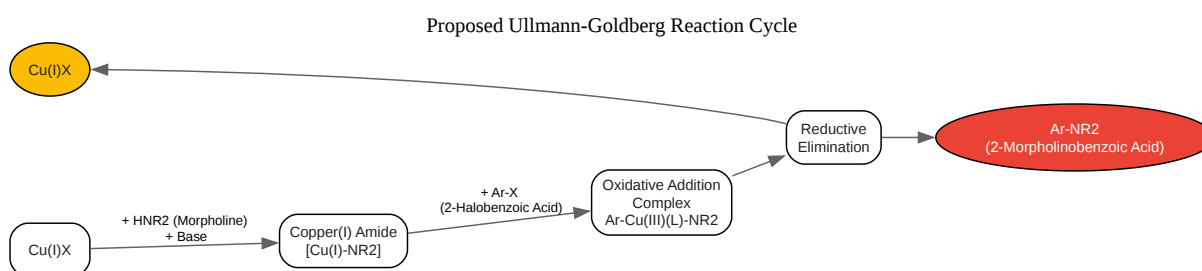 Proposed Ullmann-Goldberg Reaction Cycle
Cu(I)X
Reductive
Elimination
Ar-NR2
(2-Morpholinobenzoic Acid)
+ Ar-X
(2-Halobenzoic Acid)
Oxidative Addition
Complex
Ar-Cu(III)(L)-NR2
+ HNR2 (Morpholine)
+ Base
Cu(I)X
Copper(I) Amide
[Cu(I)-NR2]